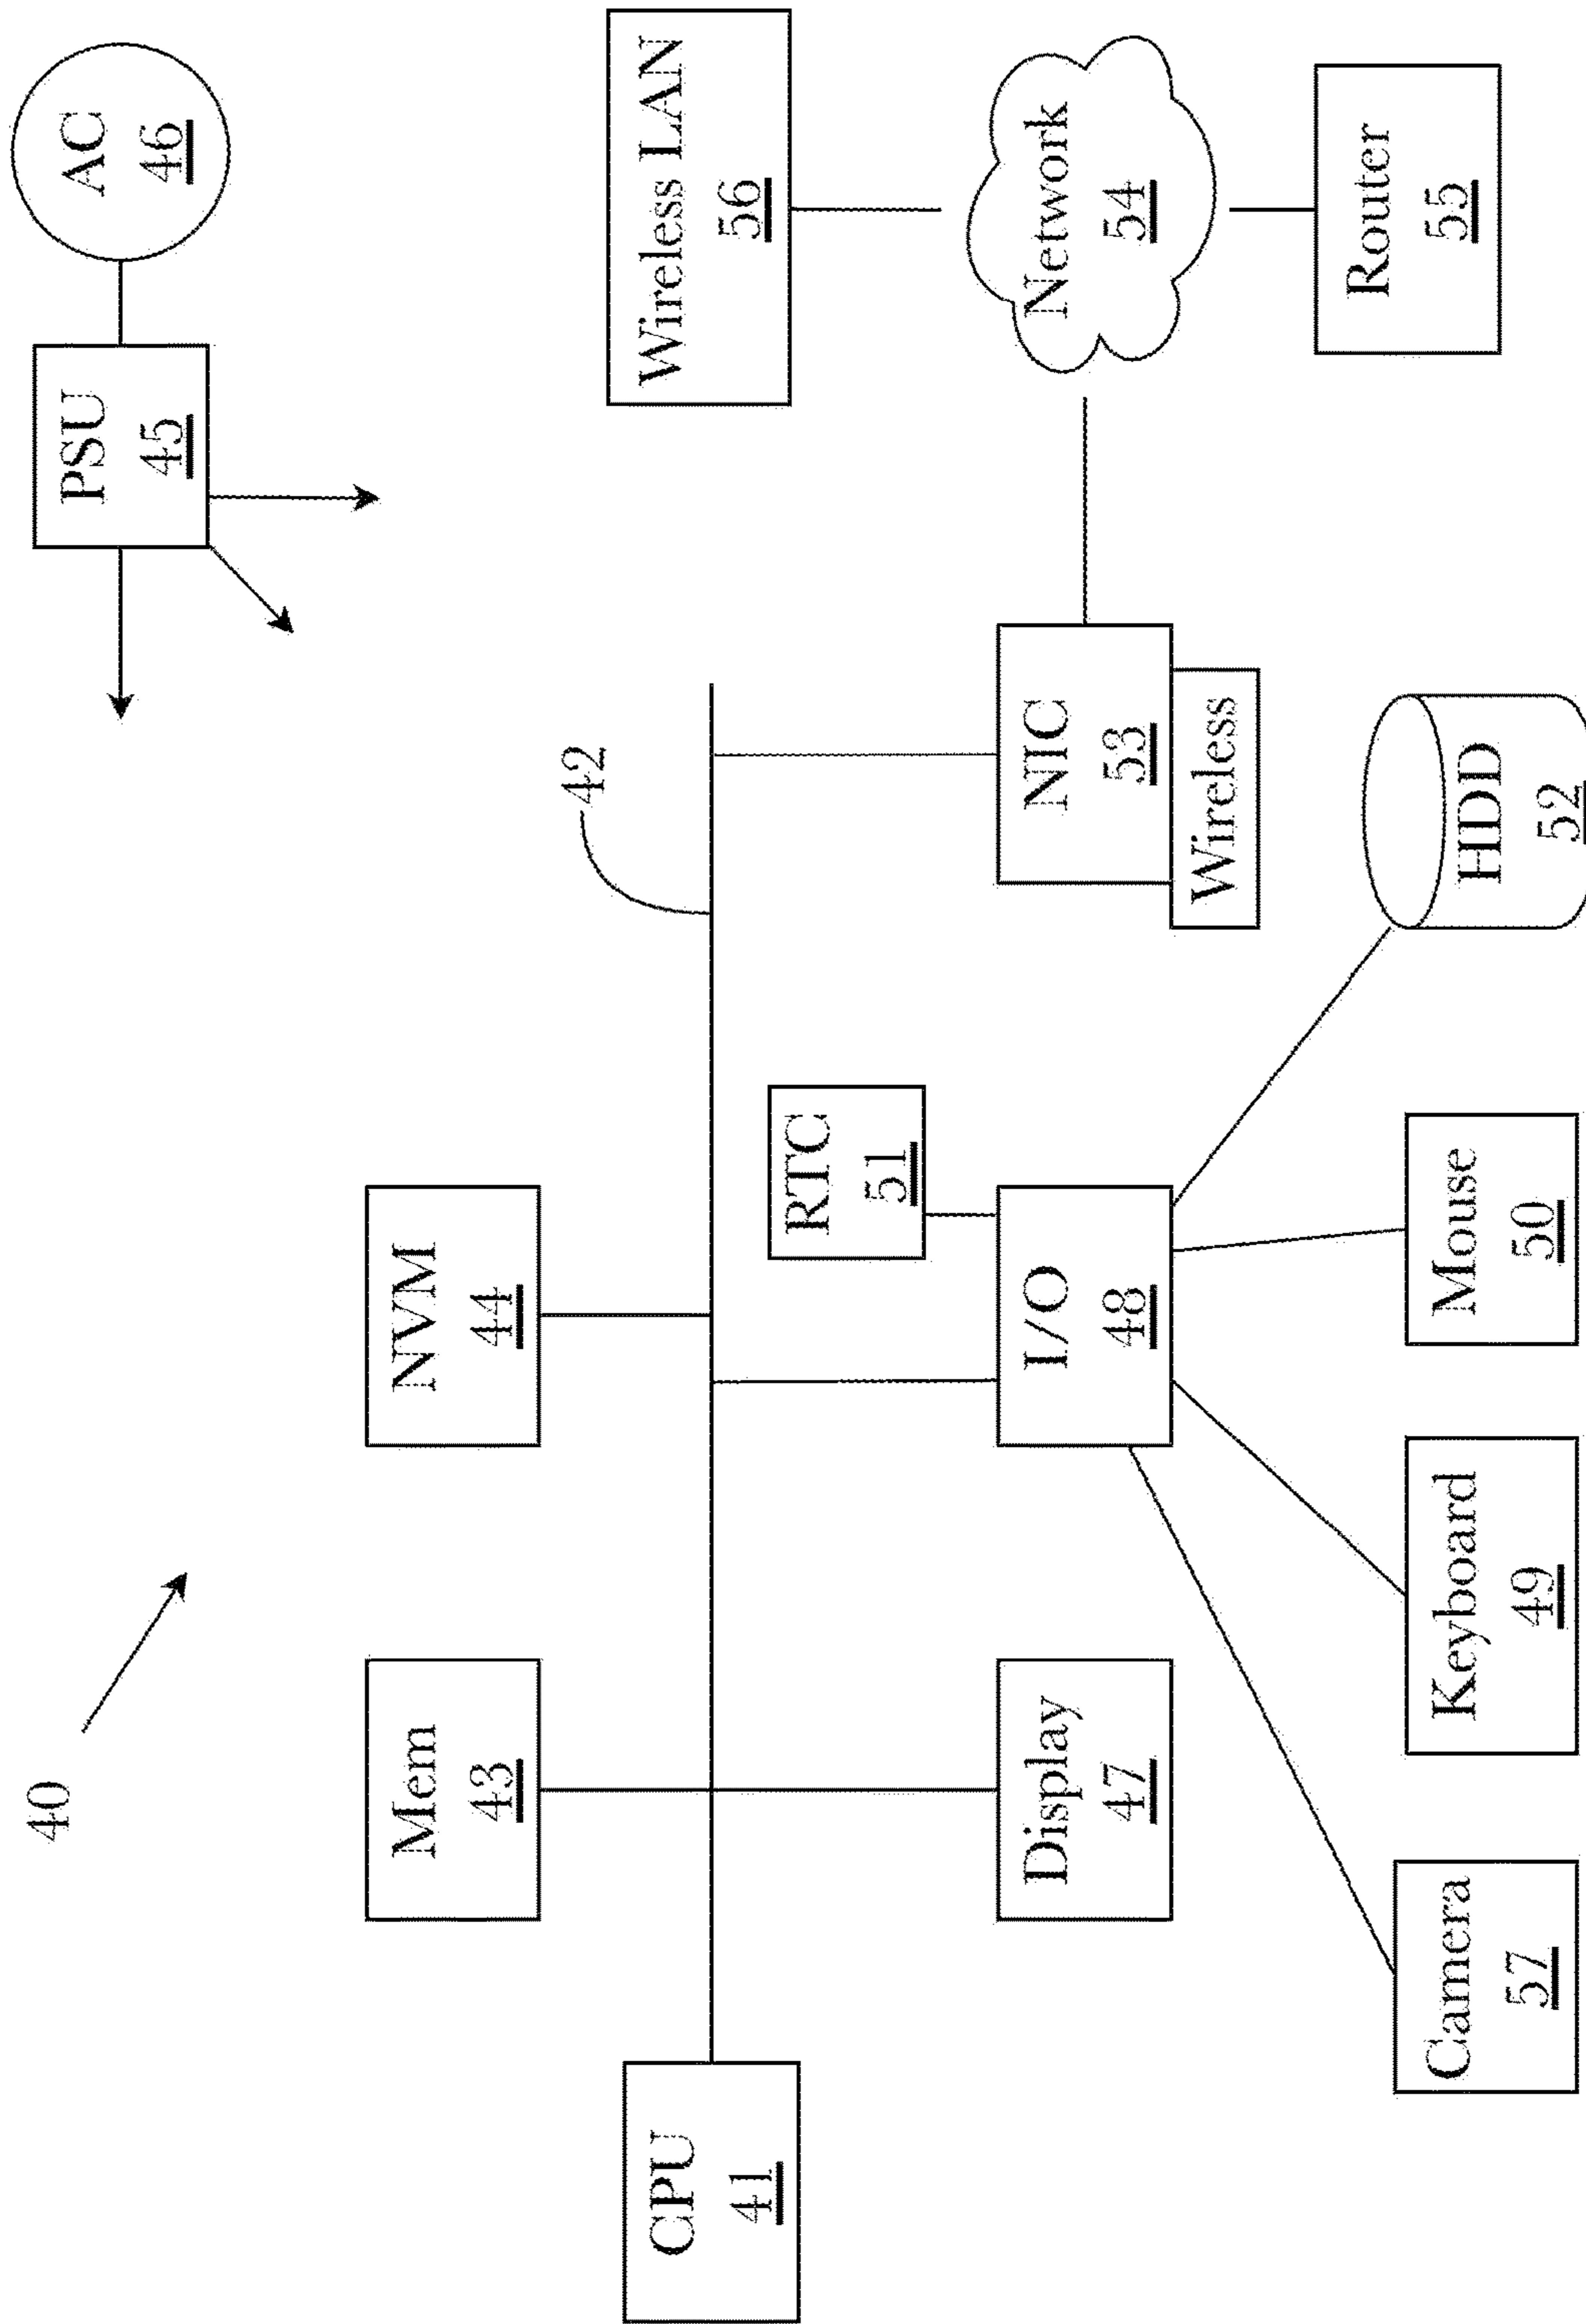 40
CPU
41
Mem
43
NVM
44
42
PSU
45
AC
46
Display
47
I/O
48
RTC
51
NIC
53
Wireless
Wireless LAN
56
Network
54
Router
55
Camera
57
Keyboard
49
Mouse
50
HDD
52